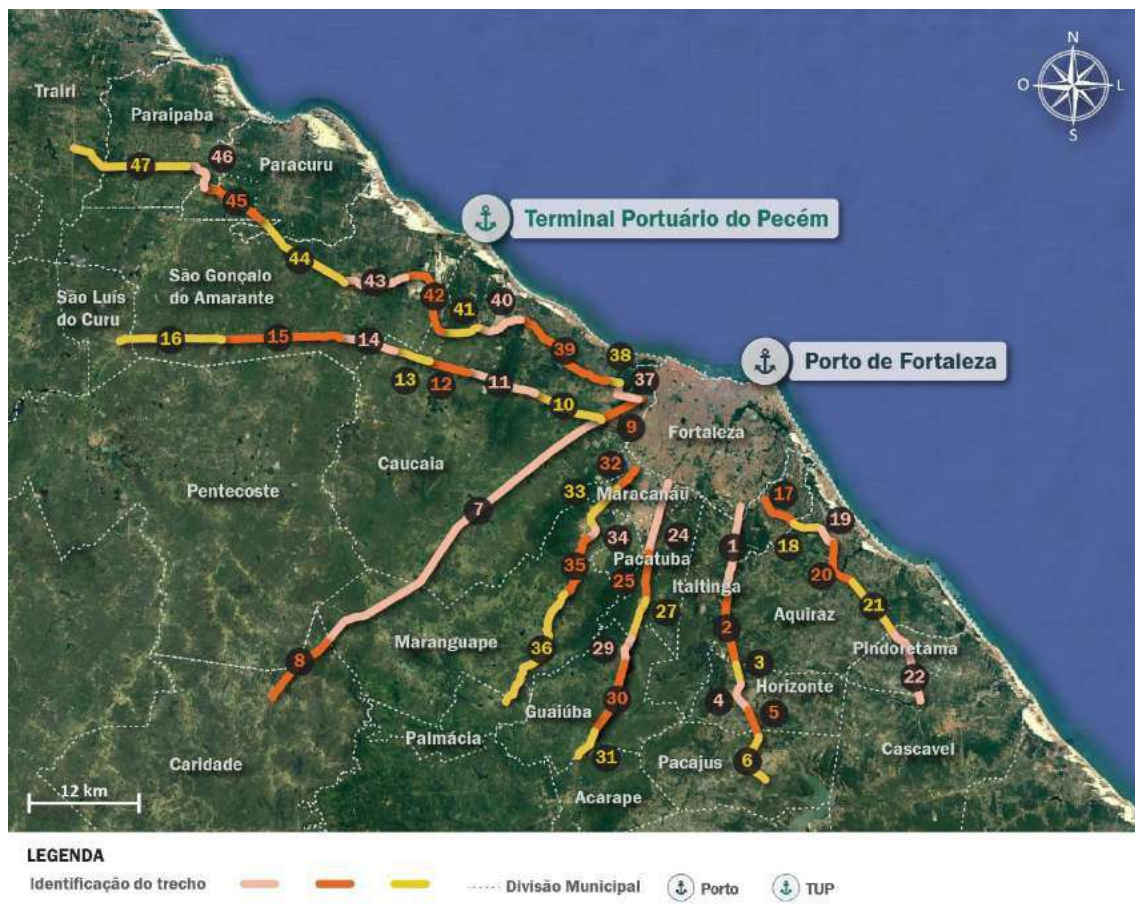 N
O
L
S
Trairi
Paraipaba
46
47
Paracuru
45
Terminal Portuário do Pecém
44
São Gonçalo
do Amarante
43
42
41
40
São Luís
do Curu
16
15
14
39
38
Porto de Fortaleza
13
12
11
37
10
9
Fortaleza
Caucaia
32
Pentecoste
33
Maracanaú
17
7
34
24
1
19
18
Pacatuba
35
25
Itaitinga
20
27
Aquiraz
21
2
Maranguape
36
29
Pindoretama
8
3
22
4
Horizonte
30
5
Guaiúba
Palmácia
31
Cascavel
Caridade
Pacajus
6
12 km
Acarape
LEGENDA
Identificação do trecho
Divisão Municipal
Porto
TUP